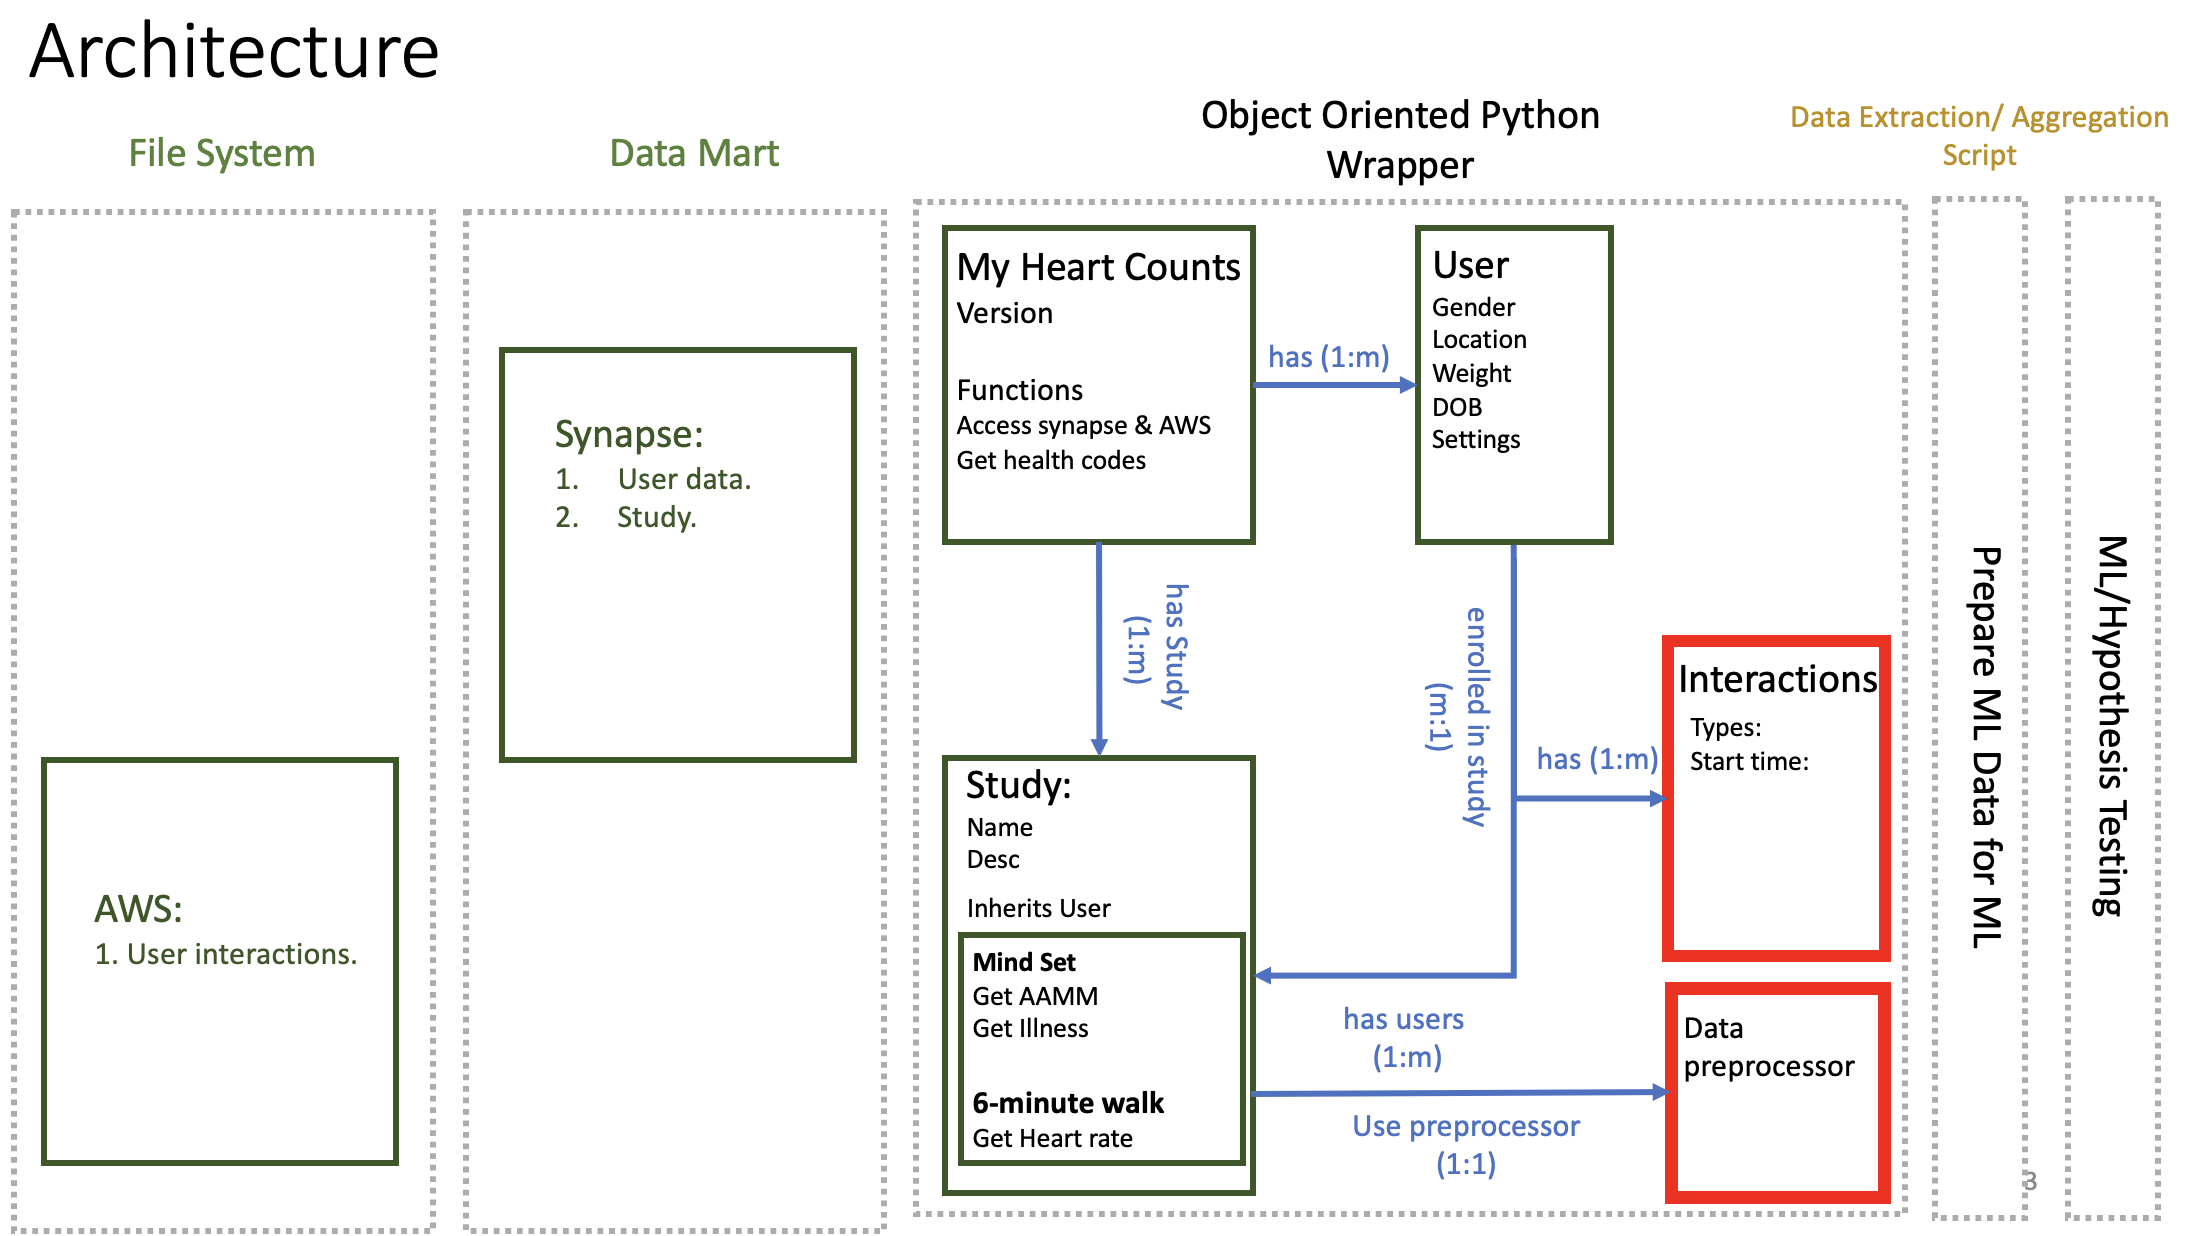 Architecture
File System
Data Mart
Object Oriented Python
Wrapper
Data Extraction/ Aggregation
Script
AWS:
1. User interactions.
Synapse:
1. User data.
2. Study.
My Heart Counts
Version
Functions
Access synapse & AWS
Get health codes
has (1:m)
User
Gender
Location
Weight
DOB
Settings
has Study
(1:m)
enrolled in study
(m:1)
has (1:m)
Interactions
Types:
Start time:
Study:
Name
Desc
Inherits User
Mind Set
Get AAMM
Get Illness
6-minute walk
Get Heart rate
has users
(1:m)
Use preprocessor
(1:1)
Data
preprocessor
Prepare ML Data for ML
ML/Hypothesis Testing
3